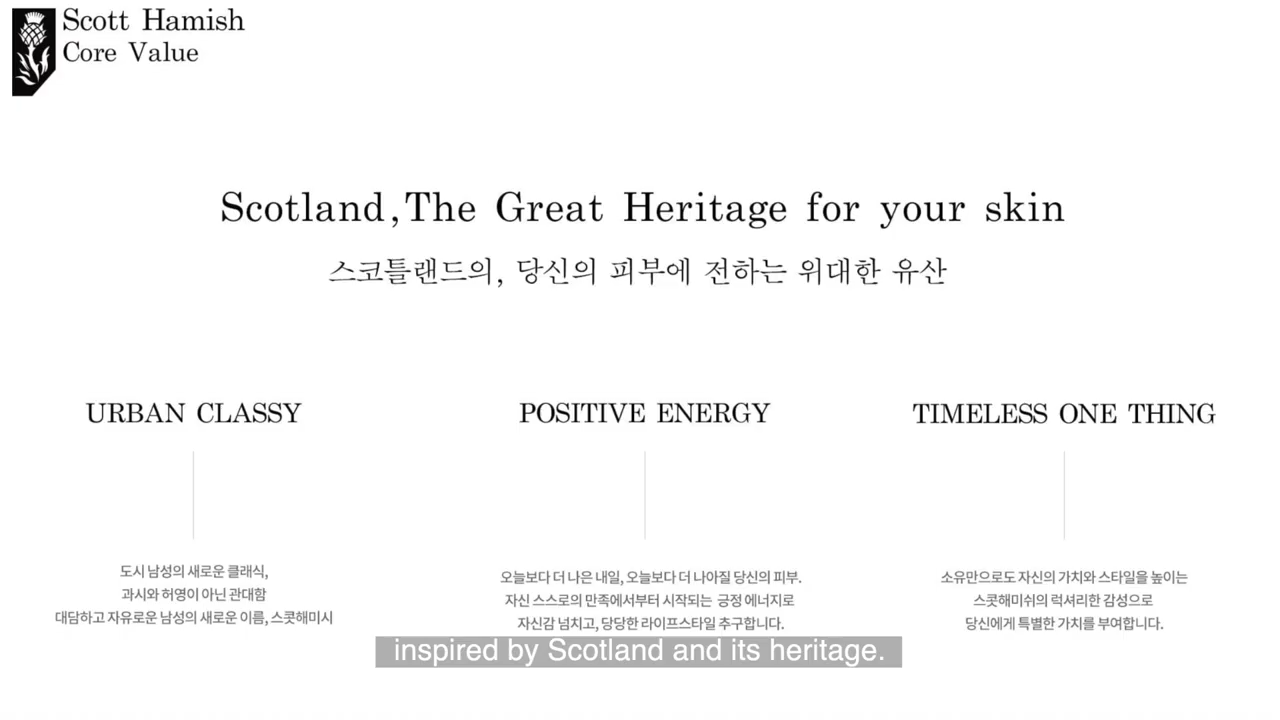 Scott Hamish
Core Value
Scotland,The Great Heritage for your skin
스코틀랜드의, 당신의 피부에 전하는 위대한 유산
URBAN CLASSY
도시 남성의 새로운 클래식,
과시와 허영이 아닌 관대함
대담하고 자유로운 남성의 새로운 이름, 스콧해미시
POSITIVE ENERGY
오늘보다 더 나은 내일, 오늘보다 더 나아질 당신의 피부.
자신 스스로의 만족에서부터 시작되는 긍정 에너지로
자신감 넘치고, 당당한 라이프스타일 추구합니다.
TIMELESS ONE THING
소유만으로도 자신의 가치와 스타일을 높이는
스콧해미쉬의 럭셔리한 감성으로
당신에게 특별한 가치를 부여합니다.
inspired by Scotland and its heritage.